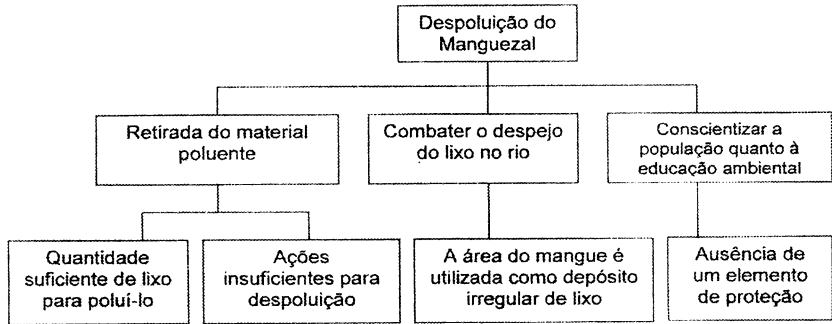 Despoluição do
Manguezal
Retirada do material
poluente
Combater o despejo
do lixo no rio
Conscientizar a
população quanto à
educação ambiental
Quantidade
suficiente de lixo
para poluí-lo
Ações
insuficientes para
despoluição
A área do mangue é
utilizada como depósito
irregular de lixo
Ausência de
um elemento
de proteção